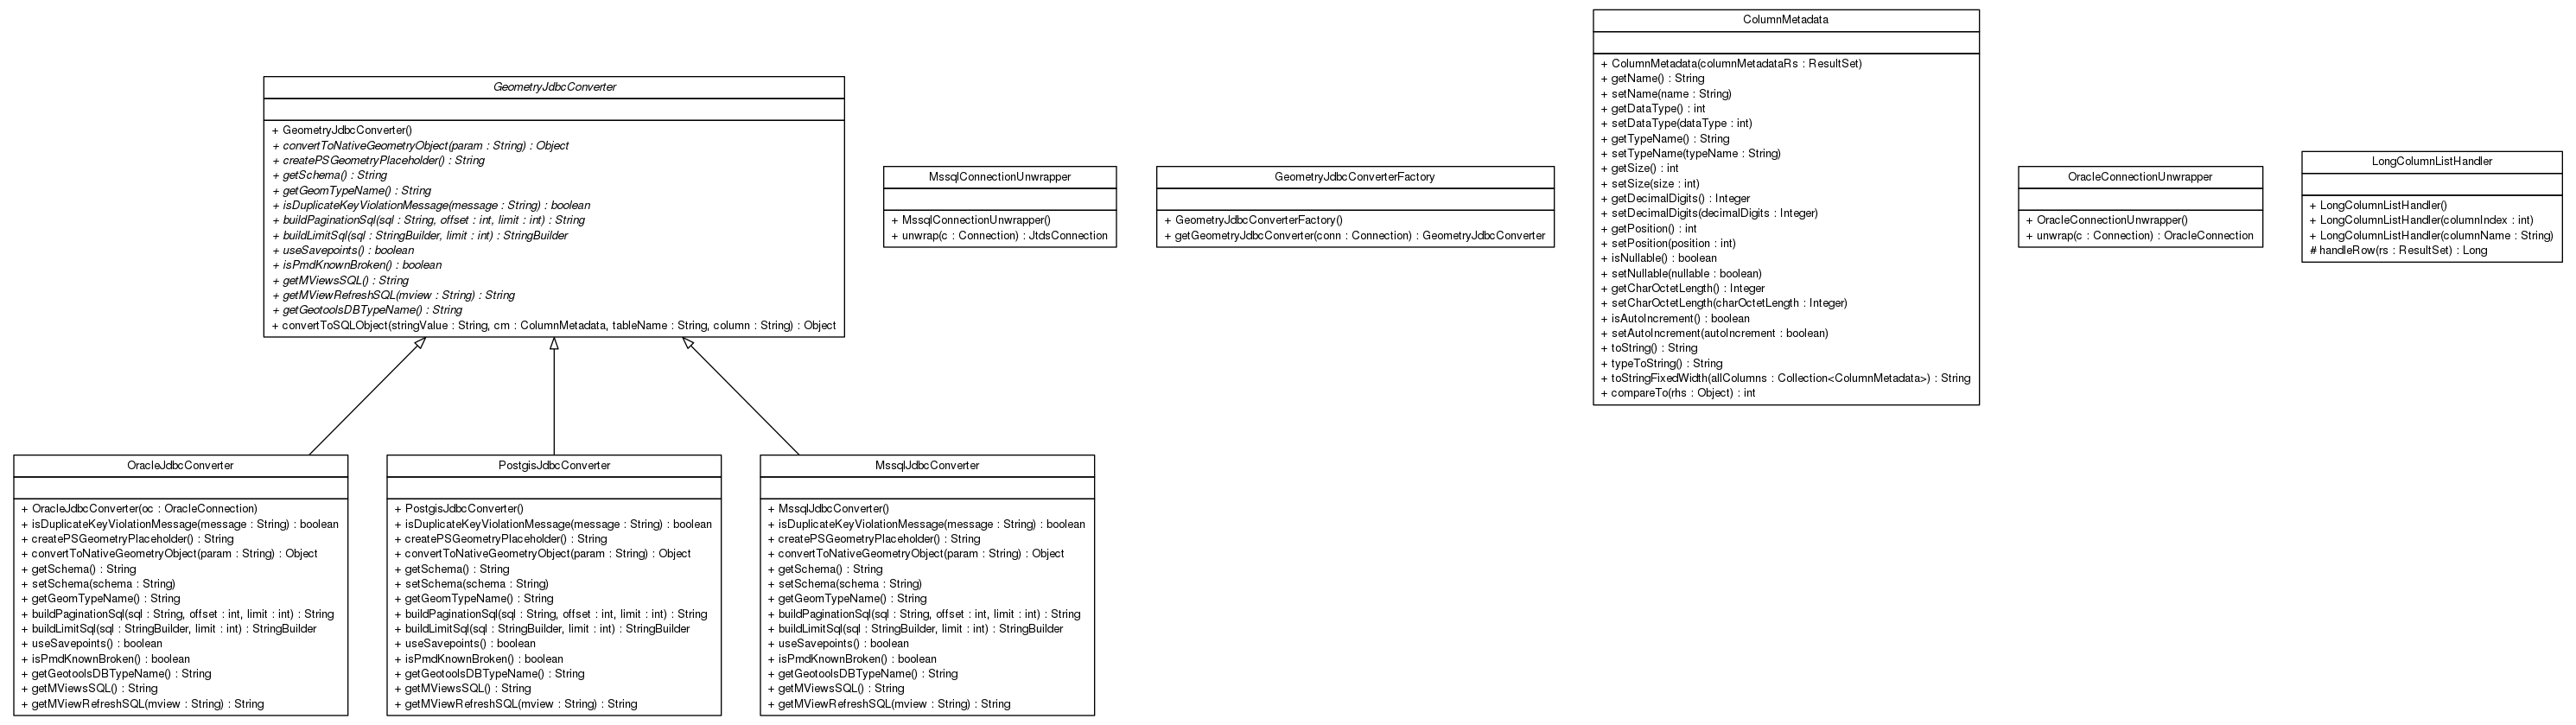 GeometryJdbcConverter
+ GeometryJdbcConverter()
+ convertToNativeGeometryObject(param : String) : Object
+ createPSGeometryPlaceholder() : String
+ getSchema() : String
+ getGeomTypeName() : String
+ isDuplicateKeyViolationMessage(message : String) : boolean
+ buildPaginationSql(sql : String, offset : int, limit : int) : String
+ buildLimitSql(sql : StringBuilder, limit : int) : StringBuilder
+ useSavepoints() : boolean
+ isPmdKnownBroken() : boolean
+ getMViewsSQL() : String
+ getMViewRefreshSQL(mview : String) : String
+ getGeotoolsDBTypeName() : String
+ convertToSQLObject(stringValue : String, cm : ColumnMetadata, tableName : String, column : String) : Object
MssqlConnectionUnwrapper
+ MssqlConnectionUnwrapper()
+ unwrap(c : Connection) : JtdsConnection
GeometryJdbcConverterFactory
+ GeometryJdbcConverterFactory()
+ getGeometryJdbcConverter(conn : Connection) : GeometryJdbcConverter
ColumnMetadata
+ ColumnMetadata(columnMetadataRs : ResultSet)
+ getName() : String
+ setName(name : String)
+ getDataType() : int
+ setDataType(dataType : int)
+ getTypeName() : String
+ setTypeName(typeName : String)
+ getSize() : int
+ setSize(size : int)
+ getDecimalDigits() : Integer
+ setDecimalDigits(decimalDigits : Integer)
+ getPosition() : int
+ setPosition(position : int)
+ isNullable() : boolean
+ setNullable(nullable : boolean)
+ getCharOctetLength() : Integer
+ setCharOctetLength(charOctetLength : Integer)
+ isAutoIncrement() : boolean
+ setAutoIncrement(autoIncrement : boolean)
+ toString() : String
+ typeToString() : String
+ toStringFixedWidth(allColumns : Collection<ColumnMetadata>) : String
+ compareTo(rhs : Object) : int
OracleConnectionUnwrapper
+ OracleConnectionUnwrapper()
+ unwrap(c : Connection) : OracleConnection
LongColumnListHandler
+ LongColumnListHandler()
+ LongColumnListHandler(columnIndex : int)
+ LongColumnListHandler(columnName : String)
# handleRow(rs : ResultSet) : Long
OracleJdbcConverter
+ OracleJdbcConverter(oc : OracleConnection)
+ isDuplicateKeyViolationMessage(message : String) : boolean
+ createPSGeometryPlaceholder() : String
+ convertToNativeGeometryObject(param : String) : Object
+ getSchema() : String
+ setSchema(schema : String)
+ getGeomTypeName() : String
+ buildPaginationSql(sql : String, offset : int, limit : int) : String
+ buildLimitSql(sql : StringBuilder, limit : int) : StringBuilder
+ useSavepoints() : boolean
+ isPmdKnownBroken() : boolean
+ getGeotoolsDBTypeName() : String
+ getMViewsSQL() : String
+ getMViewRefreshSQL(mview : String) : String
PostgisJdbcConverter
+ PostgisJdbcConverter()
+ isDuplicateKeyViolationMessage(message : String) : boolean
+ createPSGeometryPlaceholder() : String
+ convertToNativeGeometryObject(param : String) : Object
+ getSchema() : String
+ setSchema(schema : String)
+ getGeomTypeName() : String
+ buildPaginationSql(sql : String, offset : int, limit : int) : String
+ buildLimitSql(sql : StringBuilder, limit : int) : StringBuilder
+ useSavepoints() : boolean
+ isPmdKnownBroken() : boolean
+ getGeotoolsDBTypeName() : String
+ getMViewsSQL() : String
+ getMViewRefreshSQL(mview : String) : String
MssqlJdbcConverter
+ MssqlJdbcConverter()
+ isDuplicateKeyViolationMessage(message : String) : boolean
+ createPSGeometryPlaceholder() : String
+ convertToNativeGeometryObject(param : String) : Object
+ getSchema() : String
+ setSchema(schema : String)
+ getGeomTypeName() : String
+ buildPaginationSql(sql : String, offset : int, limit : int) : String
+ buildLimitSql(sql : StringBuilder, limit : int) : StringBuilder
+ useSavepoints() : boolean
+ isPmdKnownBroken() : boolean
+ getGeotoolsDBTypeName() : String
+ getMViewsSQL() : String
+ getMViewRefreshSQL(mview : String) : String